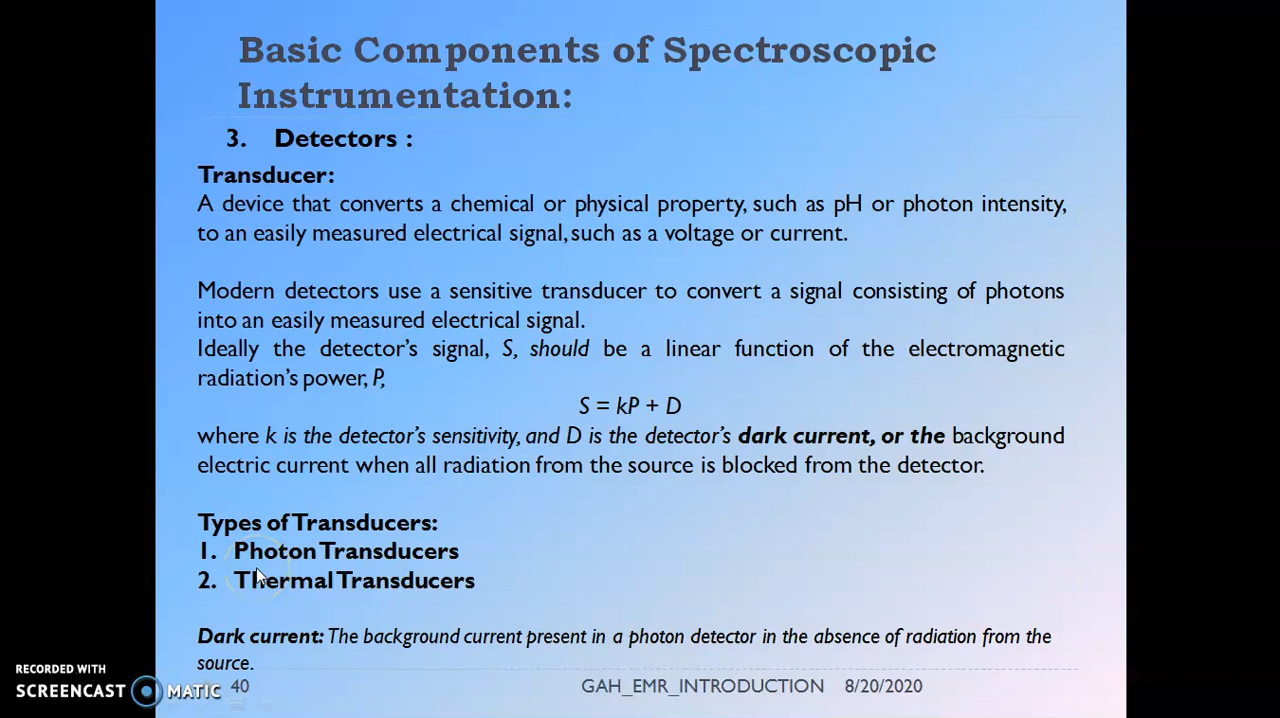 Basic Components of Spectroscopic
Instrumentation:
3. Detectors :
Transducer:
A device that converts a chemical or physical property, such as pH or photon intensity,
to an easily measured electrical signal, such as a voltage or current.
Modern detectors use a sensitive transducer to convert a signal consisting of photons
into an easily measured electrical signal.
Ideally the detector's signal, S, should be a linear function of the electromagnetic
radiation's power, P,
S = kP + D
where k is the detector's sensitivity, and D is the detector's dark current, or the background
electric current when all radiation from the source is blocked from the detector.
Types of Transducers:
1. Photon Transducers
2. Thermal Transducers
Dark current: The background current present in a photon detector in the absence of radiation from the
source.
40 GAH_EMR_INTRODUCTION 8/20/2020
RECORDED WITH
SCREENCAST MATIC